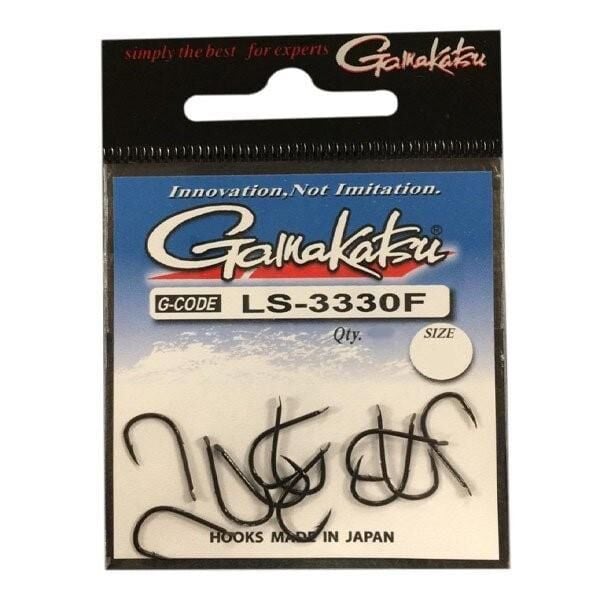 simply the best for experts Gamakatsu
Innovation, Not Imitation.
Gamakatsu®
G-CODE LS-3330F
Qty. SIZE
HOOKS MADE IN JAPAN